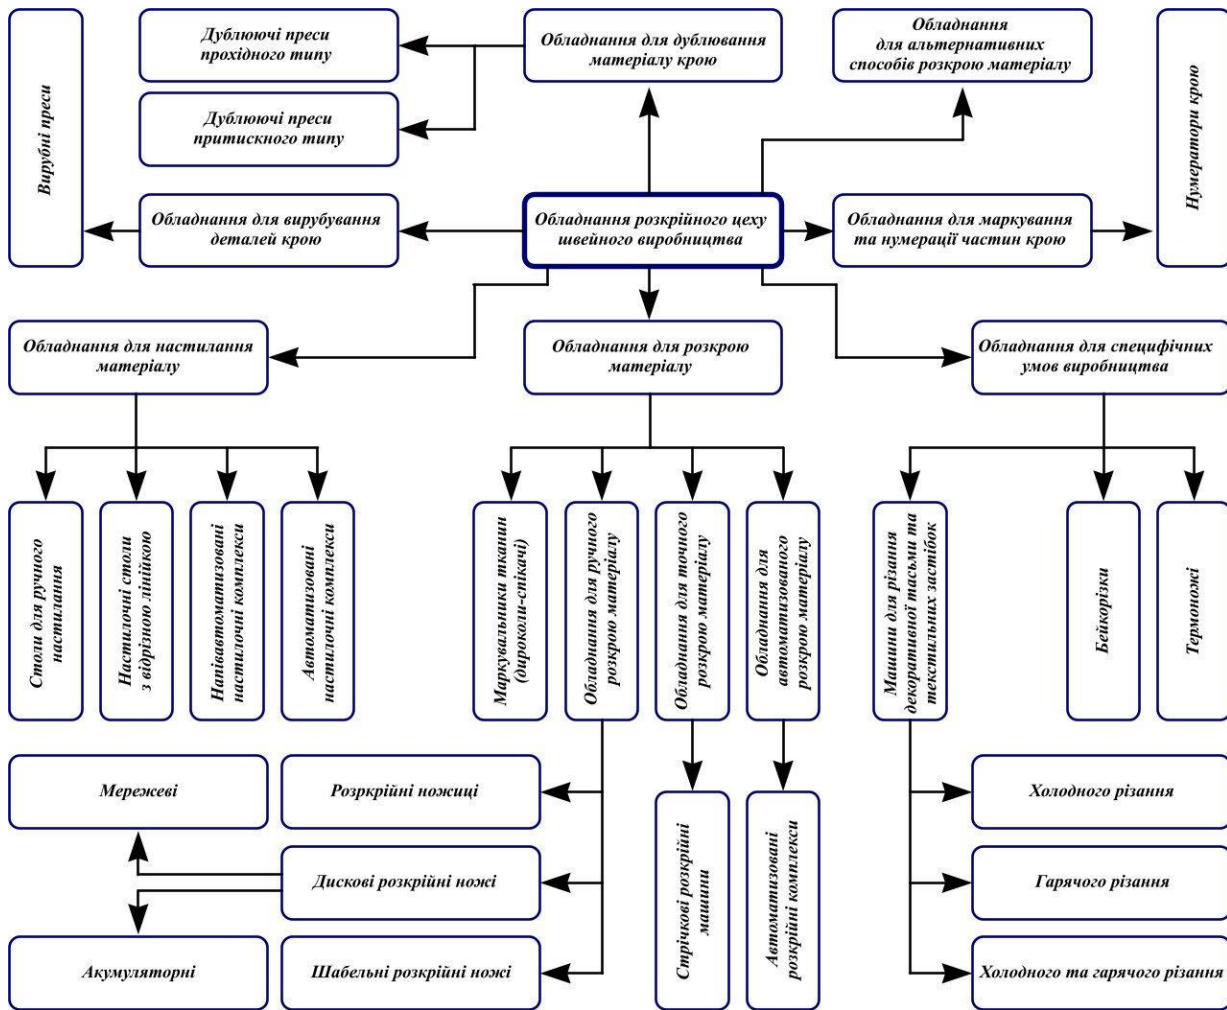 Вирубні преси
Дублюючі преси
прохідного типу
Обладнання для дублювання
матеріалу крою
Обладнання
для альтернативних
способів розкрою матеріалу
Нумератори крою
Дублюючі преси
притискного типу
Обладнання для вирубування
деталей крою
Обладнання розкрійного цеху
швейного виробництва
Обладнання для маркування
та нумерації частин крою
Обладнання для настилання
матеріалу
Обладнання для розкрою
матеріалу
Обладнання для специфічних
умов виробництва
Столи для ручного
настилання
Настилочні столи
з відрізною лінійкою
Напівавтоматизовані
настилочні комплекси
Автоматизовані
настилочні комплекси
Маркувальники тканин
(дироколи-спікачі)
Обладнання для ручного
розкрою матеріалу
Обладнання для точного
розкрою матеріалу
Обладнання для
автоматизованого
розкрою матеріалу
Машини для різання
декоративної тасьми та
текстильних застібок
Бейкорізки
Термоножі
Мережеві
Розркрійні ножиці
Стрічкові розкрійні
машини
Автоматизовані
розкрійні комплекси
Холодного різання
Дискові розкрійні ножі
Гарячого різання
Акумуляторні
Шабельні розкрійні ножі
Холодного та гарячого різання